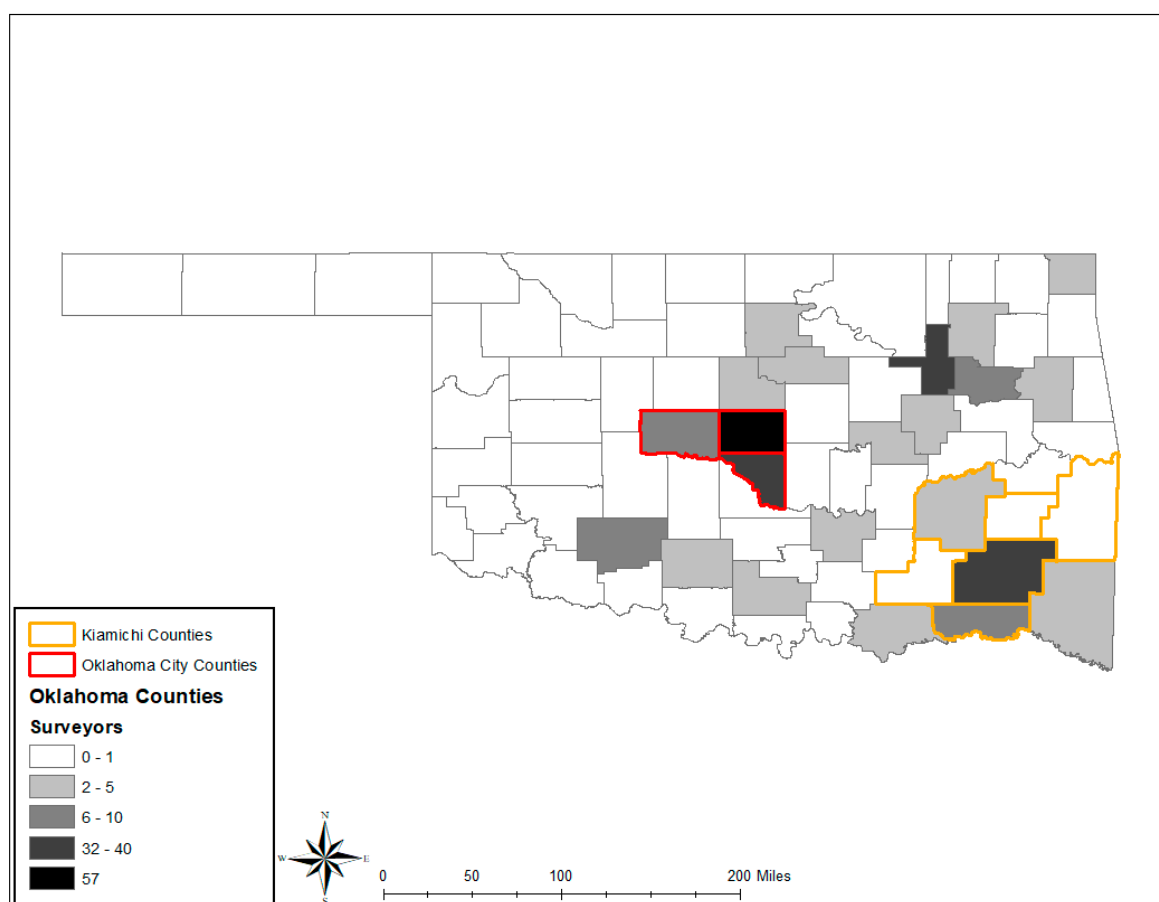 Kiamichi Counties
Oklahoma City Counties
Oklahoma Counties
Surveyors
0 - 1
2 - 5
6 - 10
32 - 40
57
N
W E
S
0 50 100 200 Miles